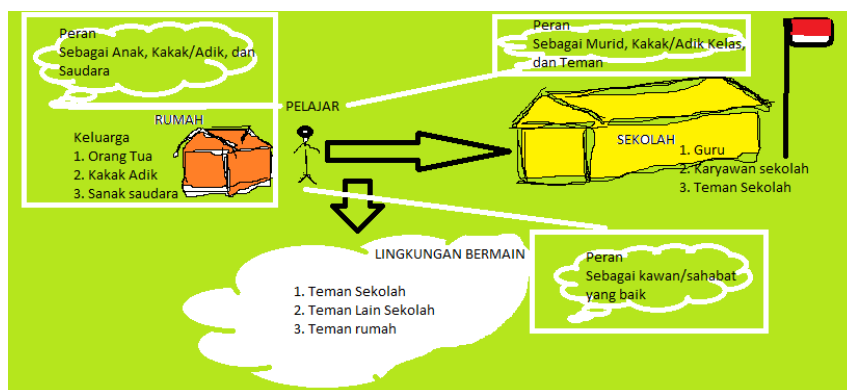 Peran
Sebagai Anak, Kakak/Adik, dan
Saudara
Peran
Sebagai Murid, Kakak/Adik Kelas,
dan Teman
PELAJAR
RUMAH
Keluarga
1. Orang Tua
2. Kakak Adik
3. Sanak saudara
SEKOLAH
1. Guru
2. Karyawan sekolah
3. Teman Sekolah
LINGKUNGAN BERMAIN
1. Teman Sekolah
2. Teman Lain Sekolah
3. Teman rumah
Peran
Sebagai kawan/sahabat
yang baik